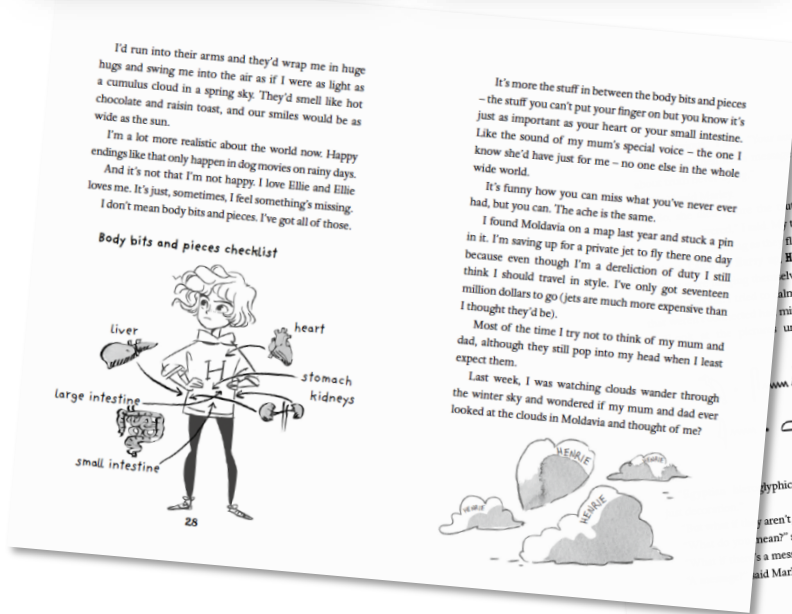 I'd run into their arms and they'd wrap me in huge
hugs and swing me into the air as if I were as light as
a cumulus cloud in a spring sky. They'd smell like hot
chocolate and raisin toast, and our smiles would be as
wide as the sun.
I'm a lot more realistic about the world now. Happy
endings like that only happen in dog movies on rainy days.
And it's not that I'm not happy. I love Ellie and Ellie
loves me. It's just, sometimes, I feel something's missing.
I don't mean body bits and pieces. I've got all of those.
Body bits and pieces checklist
liver
heart
H
stomach
kidneys
large intestine
small intestine
28
It's more the stuff in between the body bits and pieces
– the stuff you can't put your finger on but you know it's
just as important as your heart or your small intestine.
Like the sound of my mum's special voice – the one I
know she'd have just for me – no one else in the whole
wide world.
It's funny how you can miss what you've never ever
had, but you can. The ache is the same.
I found Moldavia on a map last year and stuck a pin
in it. I'm saving up for a private jet to fly there one day
because even though I'm a dereliction of duty I still
think I should travel in style. I've only got seventeen
million dollars to go (jets are much more expensive than
I thought they'd be).
Most of the time I try not to think of my mum and
dad, although they still pop into my head when I least
expect them.
Last week, I was watching clouds wander through
the winter sky and wondered if my mum and dad ever
looked at the clouds in Moldavia and thought of me?
HENRIE
HENRIE
HENRIE
HENRIE
glyphic
aren't
mean?"
's a mess
said Mar